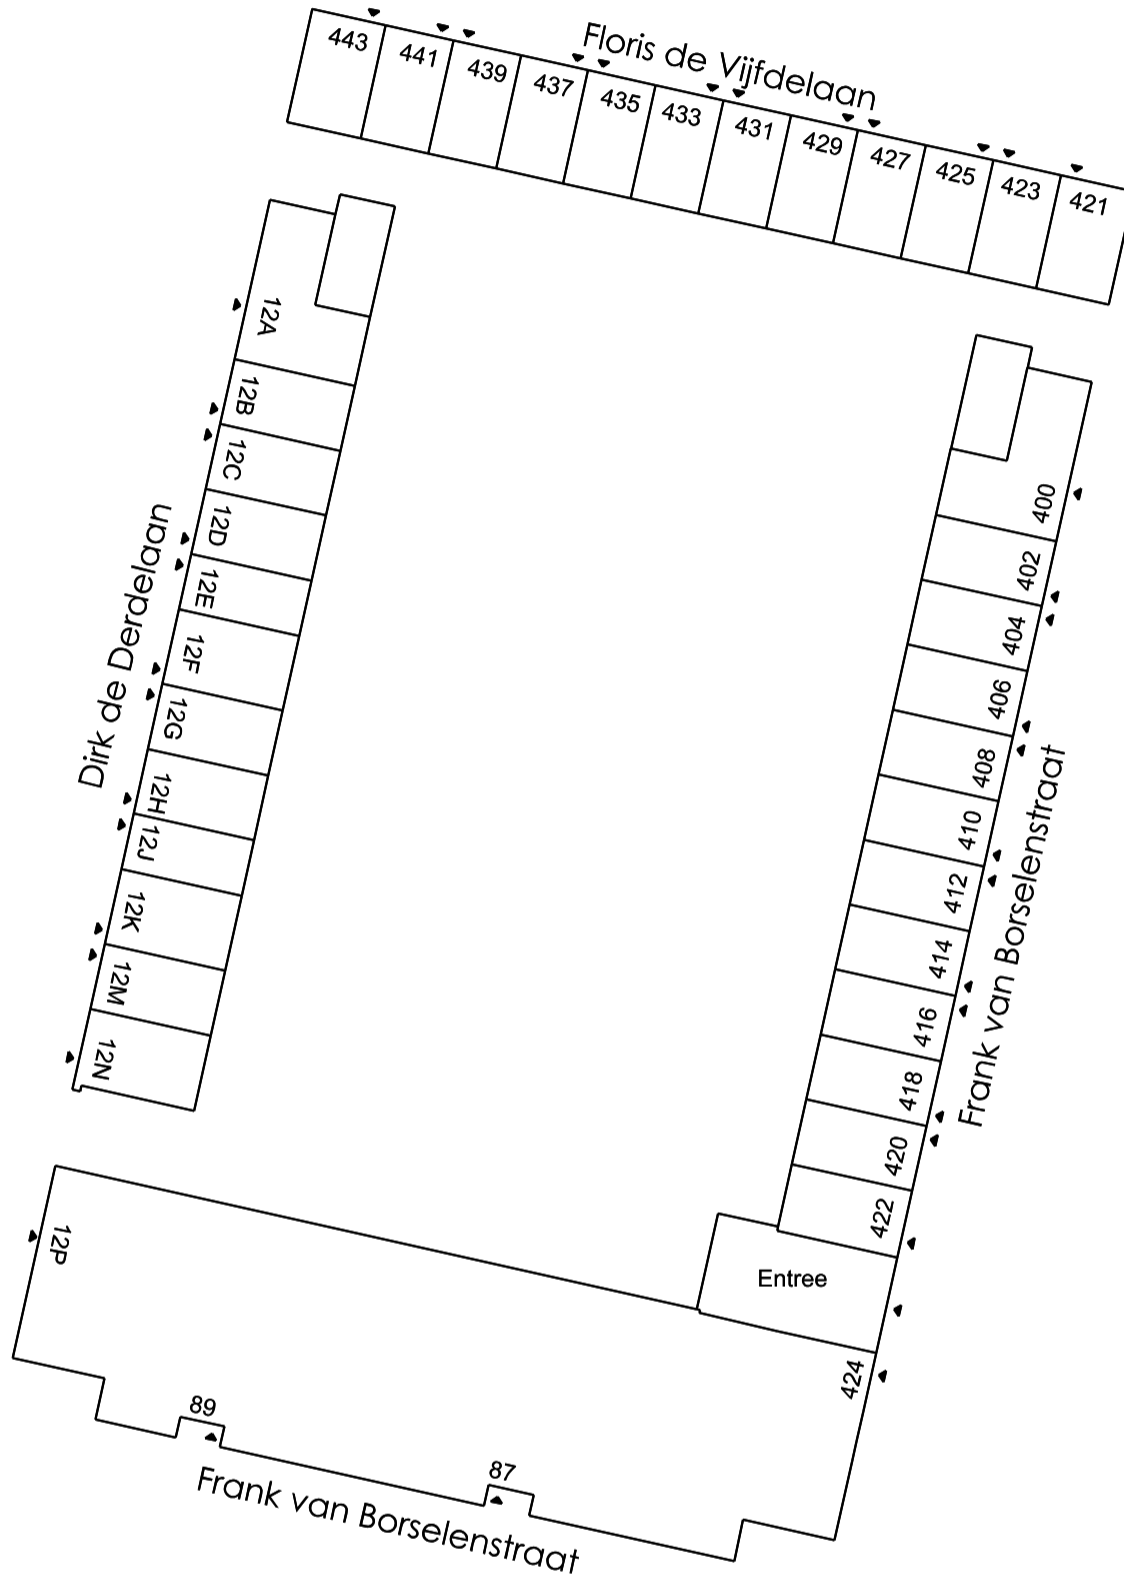 Floris de Vijfdelaan
443
441
439
437
435
433
431
429
427
425
423
421
Dirk de Derdelaan
12A
12B
12C
12D
12E
12F
12G
12H
12J
12K
12M
12N
12P
400
402
404
406
408
410
412
414
416
418
420
422
Frank van Borselenstraat
Entree
424
89
87
Frank van Borselenstraat